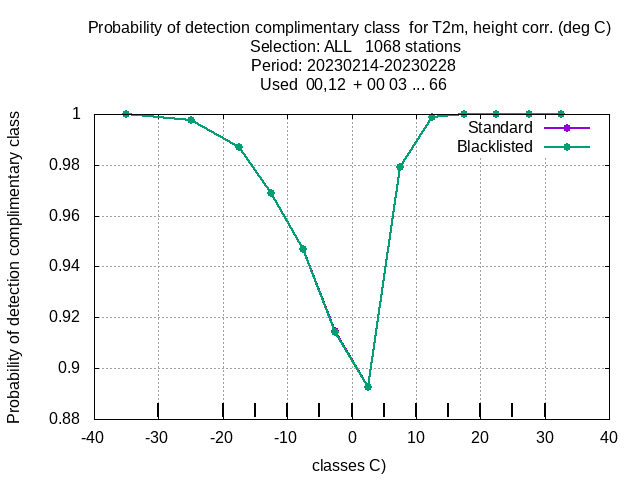 Probability of detection complimentary class  for T2m, height corr. (deg C)
Selection: ALL   1068 stations
Period: 20230214-20230228
Used  00,12  + 00 03 ... 66
Probability of detection complimentary class
1
0.98
0.96
0.94
0.92
0.9
0.88
Standard
Blacklisted
-40 -30 -20 -10 0 10 20 30 40
classes C)